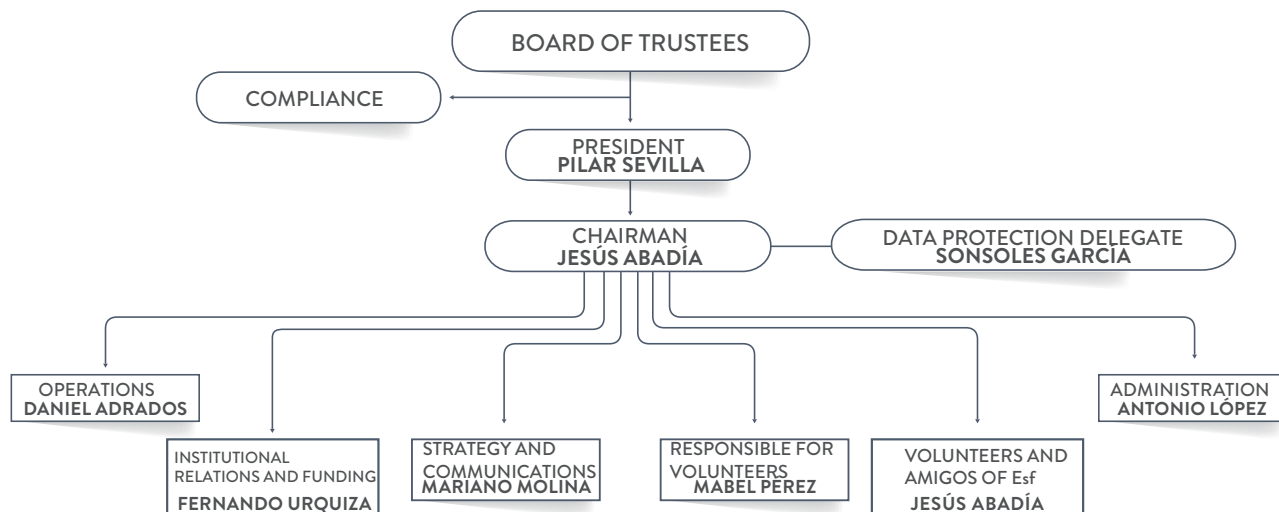 BOARD OF TRUSTEES
COMPLIANCE
PRESIDENT
PILAR SEVILLA
CHAIRMAN
JESÚS ABADÍA
DATA PROTECTION DELEGATE
SONSOLES GARCÍA
OPERATIONS
DANIEL ADRADOS
INSTITUTIONAL
RELATIONS AND FUNDING
FERNANDO URQUIZA
STRATEGY AND
COMMUNICATIONS
MARIANO MOLINA
RESPONSIBLE FOR
VOLUNTEERS
MABEL PÉREZ
VOLUNTEERS AND
AMIGOS OF Esf
JESÚS ABADÍA
ADMINISTRATION
ANTONIO LÓPEZ